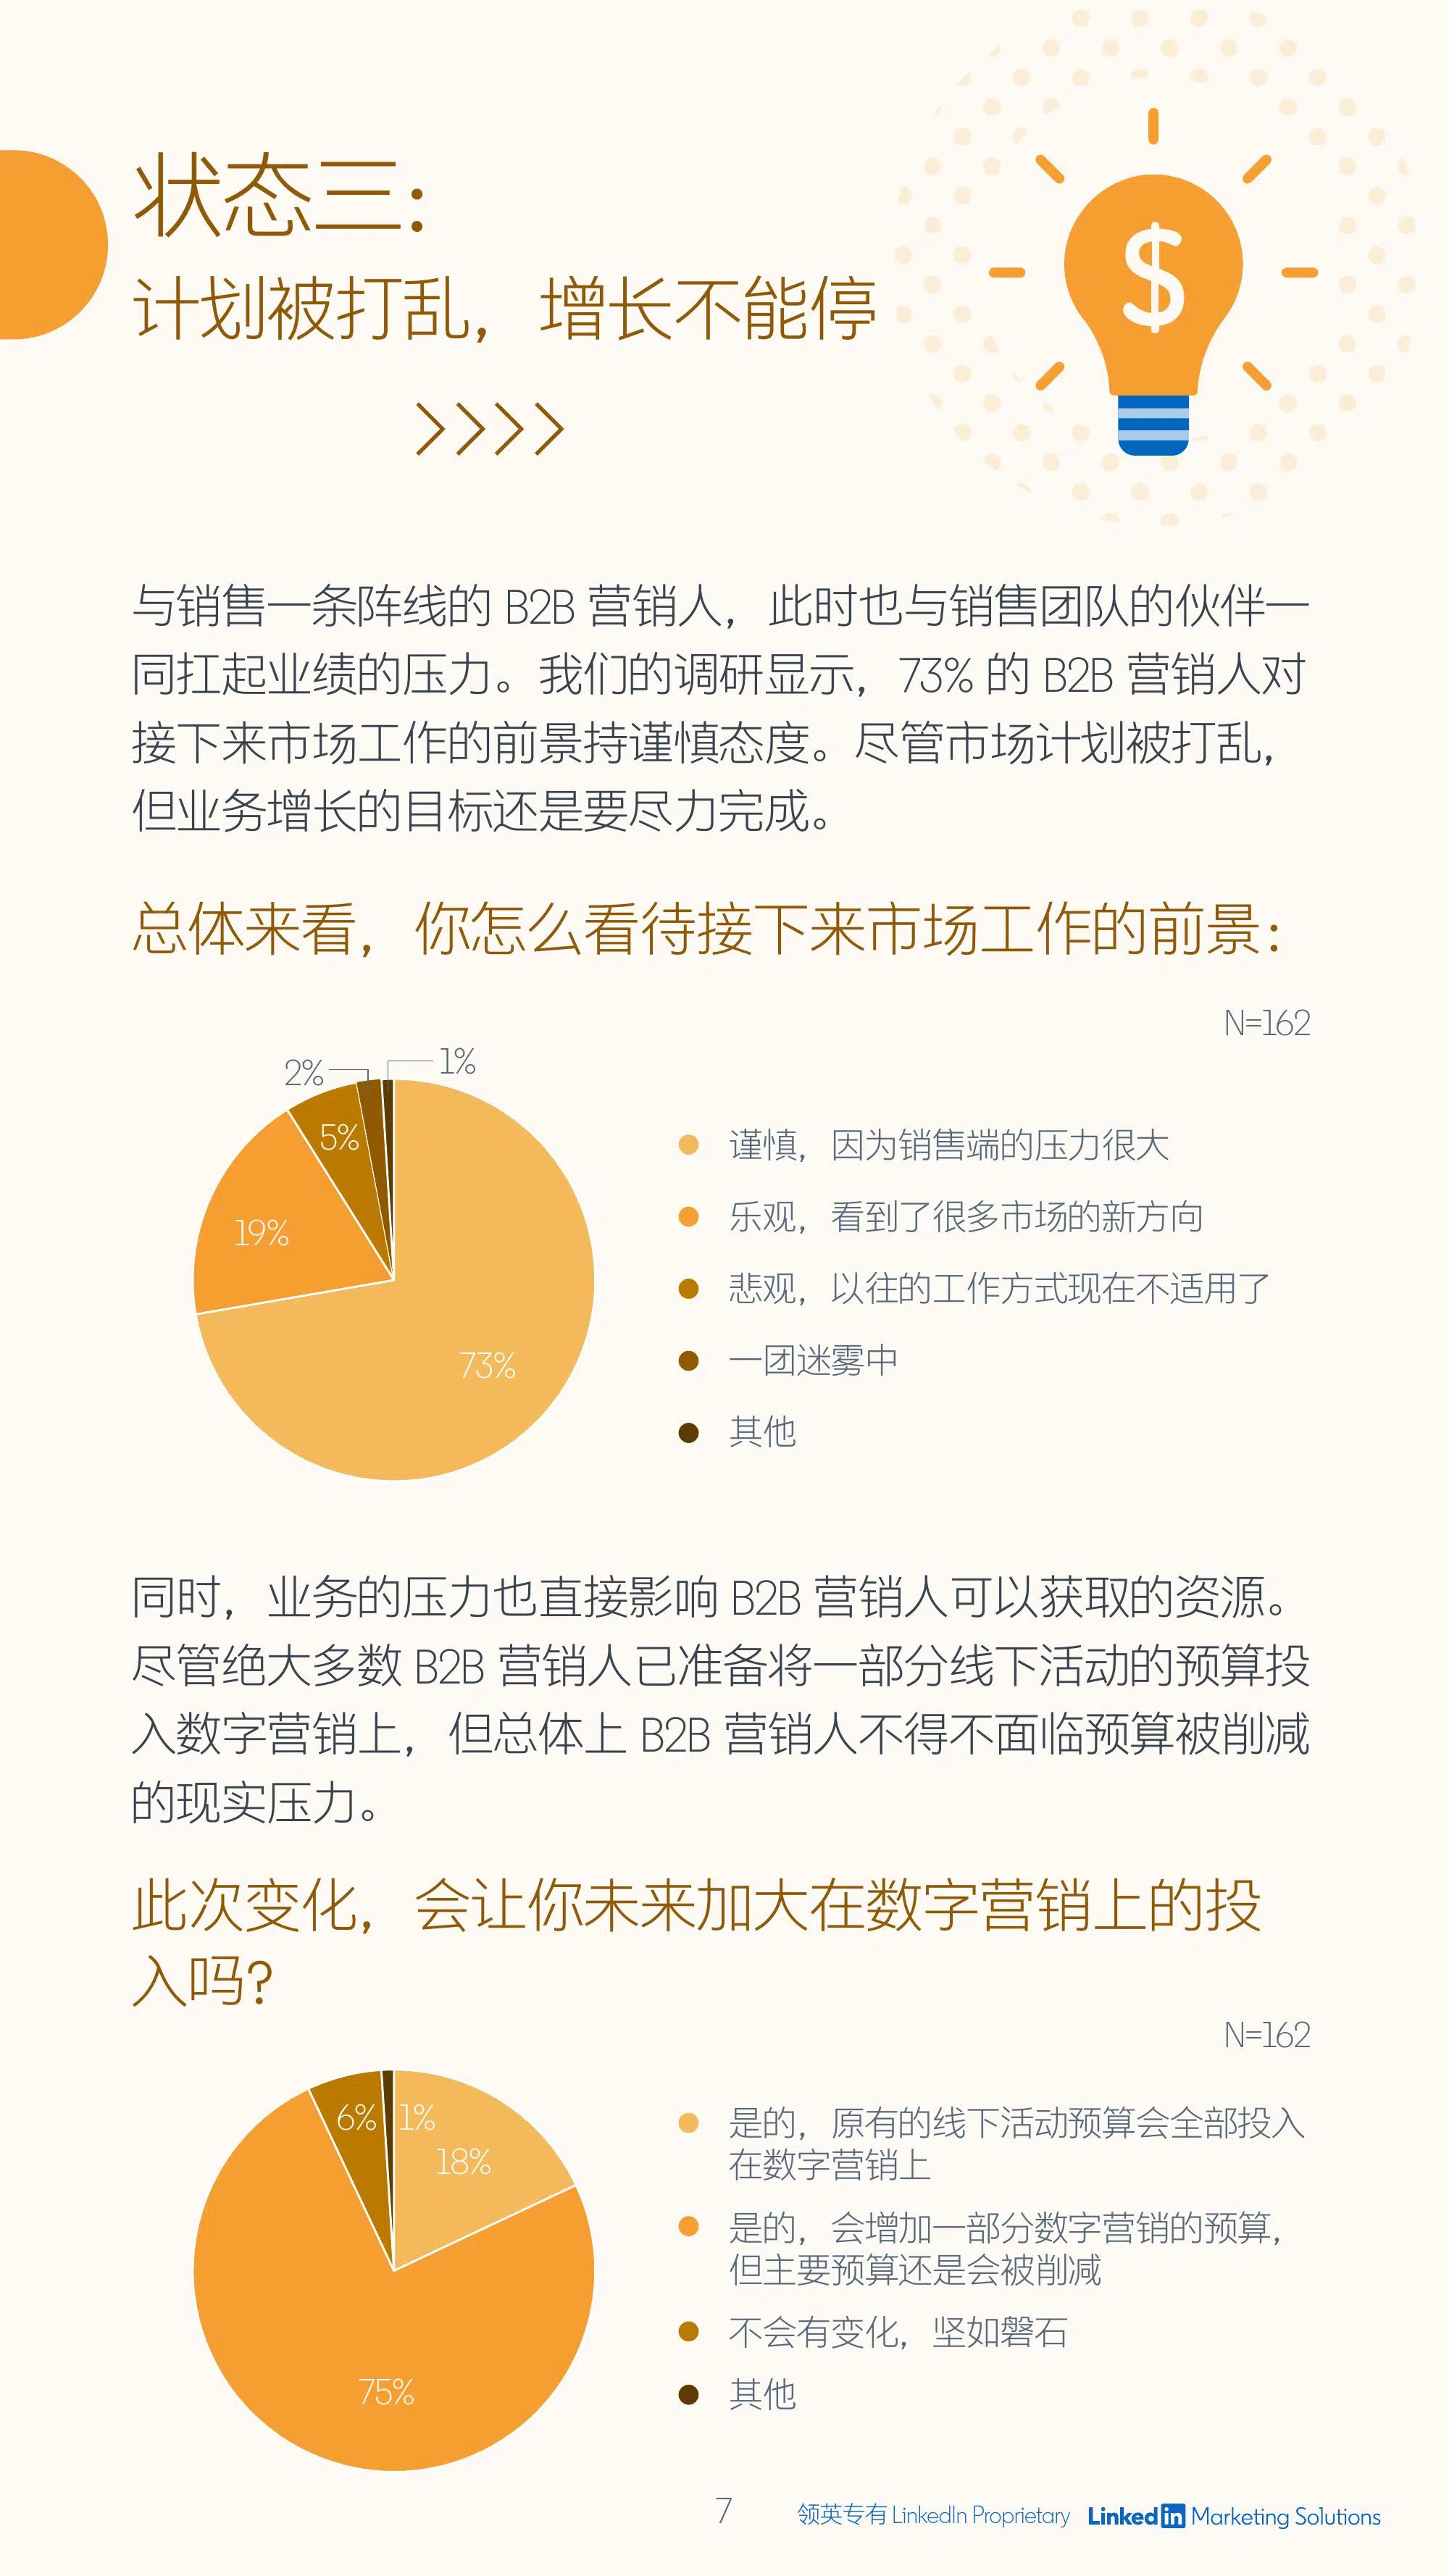 状态三：
计划被打乱，增长不能停
$
与销售一条阵线的 B2B 营销人，此时也与销售团队的伙伴一
同扛起业绩的压力。我们的调研显示，73% 的 B2B 营销人对
接下来市场工作的前景持谨慎态度。尽管市场计划被打乱，
但业务增长的目标还是要尽力完成。
总体来看，你怎么看待接下来市场工作的前景：
N=162
2%
1%
5%
19%
73%
谨慎，因为销售端的压力很大
乐观，看到了很多市场的新方向
悲观，以往的工作方式现在不适用了
一团迷雾中
其他
同时，业务的压力也直接影响 B2B 营销人可以获取的资源。
尽管绝大多数 B2B 营销人已准备将一部分线下活动的预算投
入数字营销上，但总体上 B2B 营销人不得不面临预算被削减
的现实压力。
此次变化，会让你未来加大在数字营销上的投
入吗？
N=162
6%
1%
18%
75%
是的，原有的线下活动预算会全部投入
在数字营销上
是的，会增加一部分数字营销的预算，
但主要预算还是会被削减
不会有变化，坚如磐石
其他
7
领英专有 LinkedIn Proprietary
LinkedIn Marketing Solutions